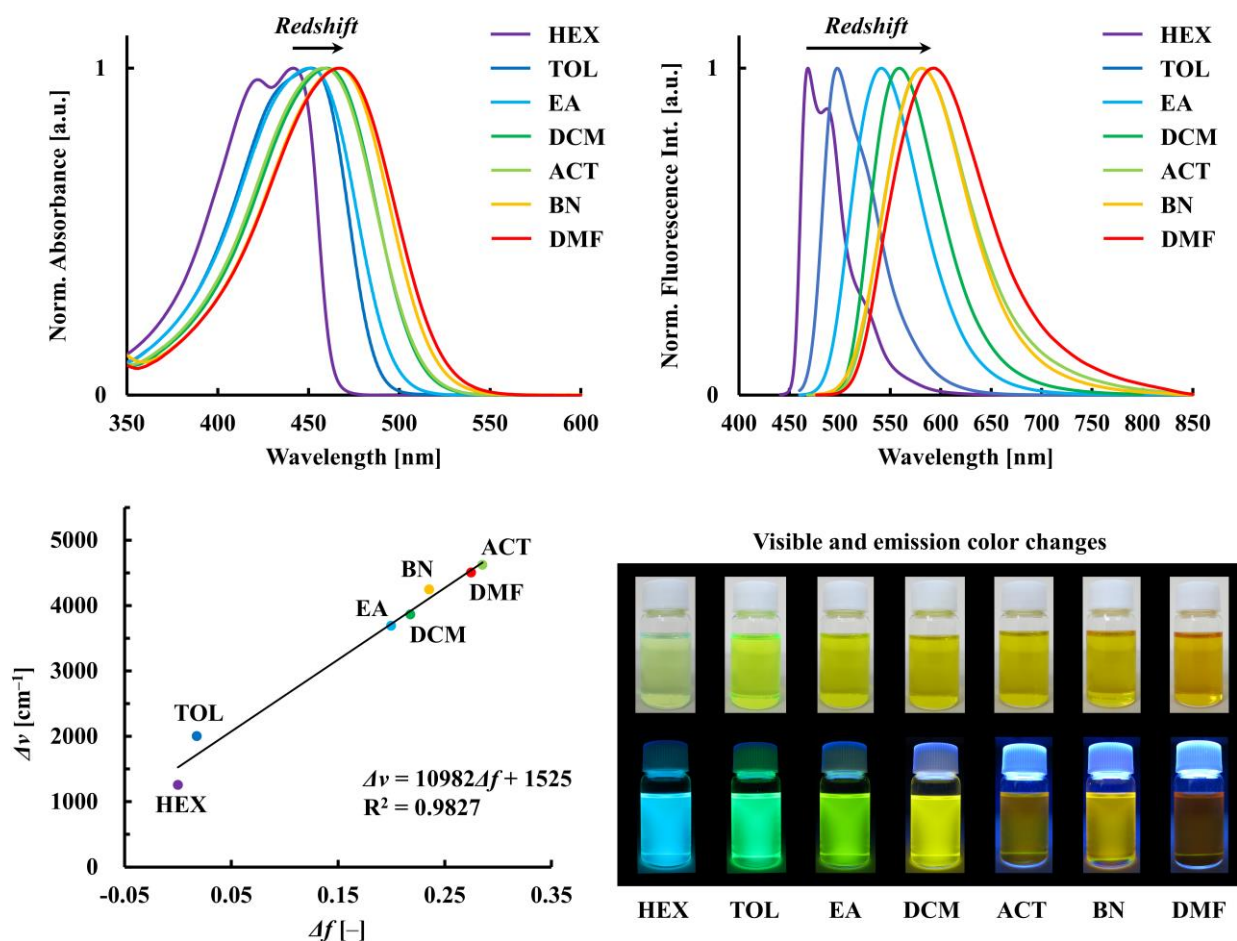 Redshift
HEX
TOL
EA
DCM
ACT
BN
DMF
1
0
Norm. Absorbance [a.u.]
350 400 450 500 550 600
Wavelength [nm]
Redshift
HEX
TOL
EA
DCM
ACT
BN
DMF
1
0
Norm. Fluorescence Int. [a.u.]
400 450 500 550 600 650 700 750 800 850
Wavelength [nm]
5000
4000
3000
2000
1000
0
Δν [cm⁻¹]
ACT
BN
DMF
EA
DCM
TOL
HEX
Δν = 10982Δf + 1525
R² = 0.9827
-0.05 0.05 0.15 0.25 0.35
Δf [–]
Visible and emission color changes
HEX TOL EA DCM ACT BN DMF